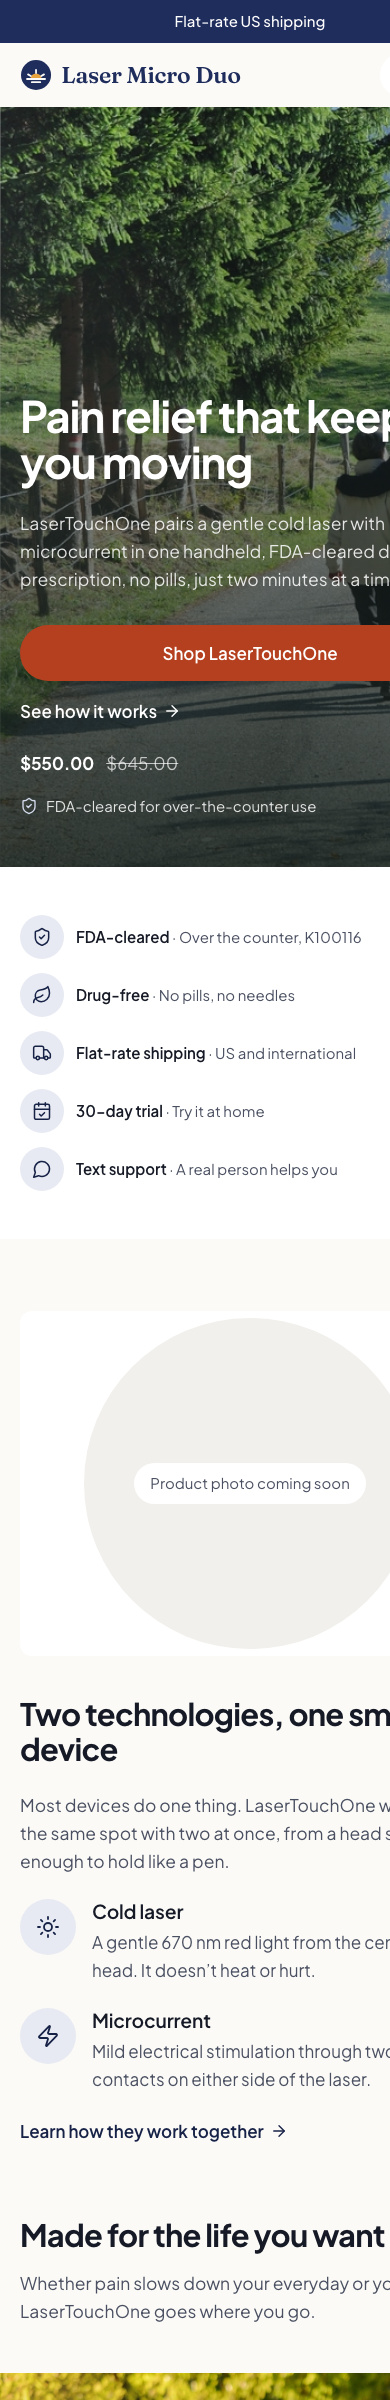 Flat-rate US shipping
Laser Micro Duo
Pain relief that keep
you moving
LaserTouchOne pairs a gentle cold laser with
microcurrent in one handheld, FDA-cleared d
prescription, no pills, just two minutes at a tim
Shop LaserTouchOne
See how it works →
$550.00 $645.00
FDA-cleared for over-the-counter use
FDA-cleared · Over the counter, K100116
Drug-free · No pills, no needles
Flat-rate shipping · US and international
30-day trial · Try it at home
Text support · A real person helps you
Product photo coming soon
Two technologies, one sm
device
Most devices do one thing. LaserTouchOne w
the same spot with two at once, from a head s
enough to hold like a pen.
Cold laser
A gentle 670 nm red light from the cer
head. It doesn’t heat or hurt.
Microcurrent
Mild electrical stimulation through two
contacts on either side of the laser.
Learn how they work together →
Made for the life you want
Whether pain slows down your everyday or yo
LaserTouchOne goes where you go.